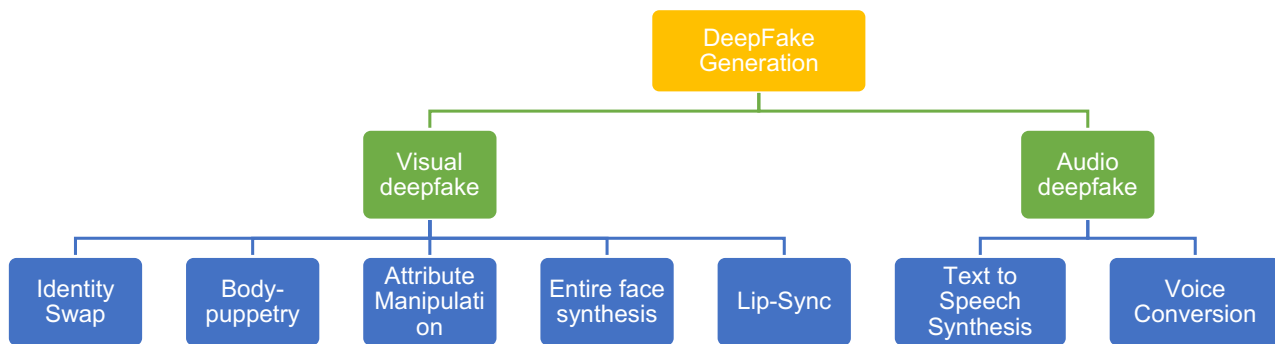 DeepFake
Generation
Visual
deepfake
Audio
deepfake
Identity
Swap
Body-
puppetry
Attribute
Manipulati
on
Entire face
synthesis
Lip-Sync
Text to
Speech
Synthesis
Voice
Conversion